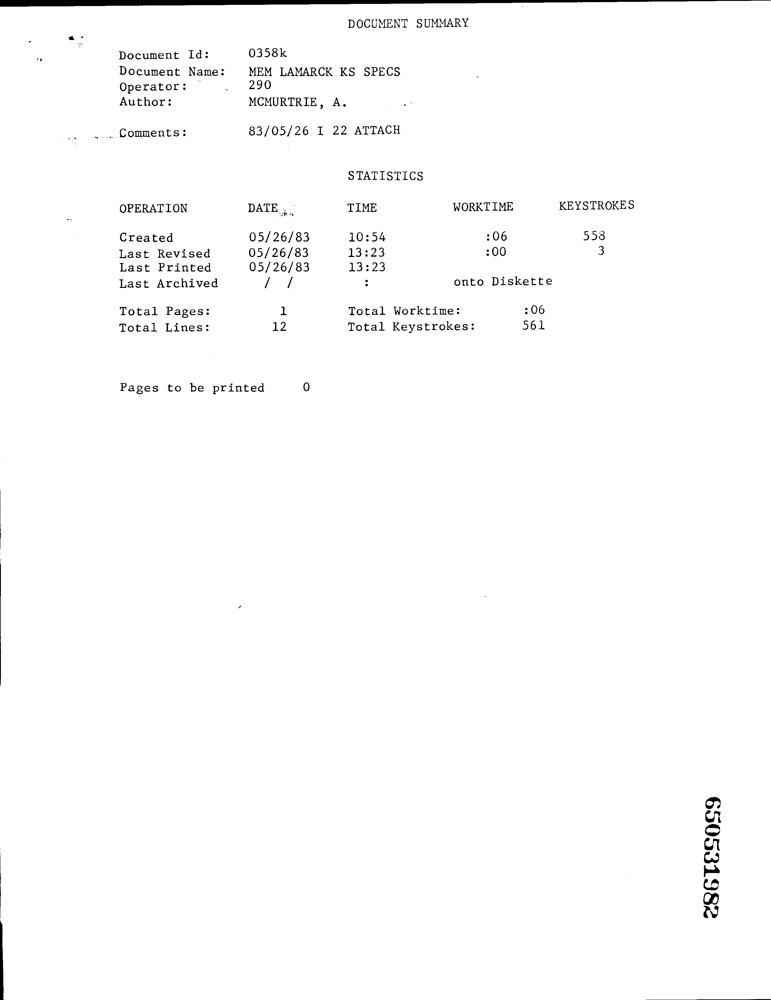 DOCUMENT SUMMARY
Document Id: 0358k
Document Name: MEM LAMARCK KS SPECS
Operator: 290
Author: MCMURTRIE, A.
Comments: 83/05/26 I 22 ATTACH
STATISTICS
OPERATION DATE TIME WORKTIME KEYSTROKES
Created 05/26/83 10:54 :06 558
Last Revised 05/26/83 13:23 :00 3
Last Printed 05/26/83 13:23
Last Archived / / : onto Diskette
Total Pages: 1 Total Worktime: :06
Total Lines: 12 Total Keystrokes: 561
Pages to be printed 0
650531982